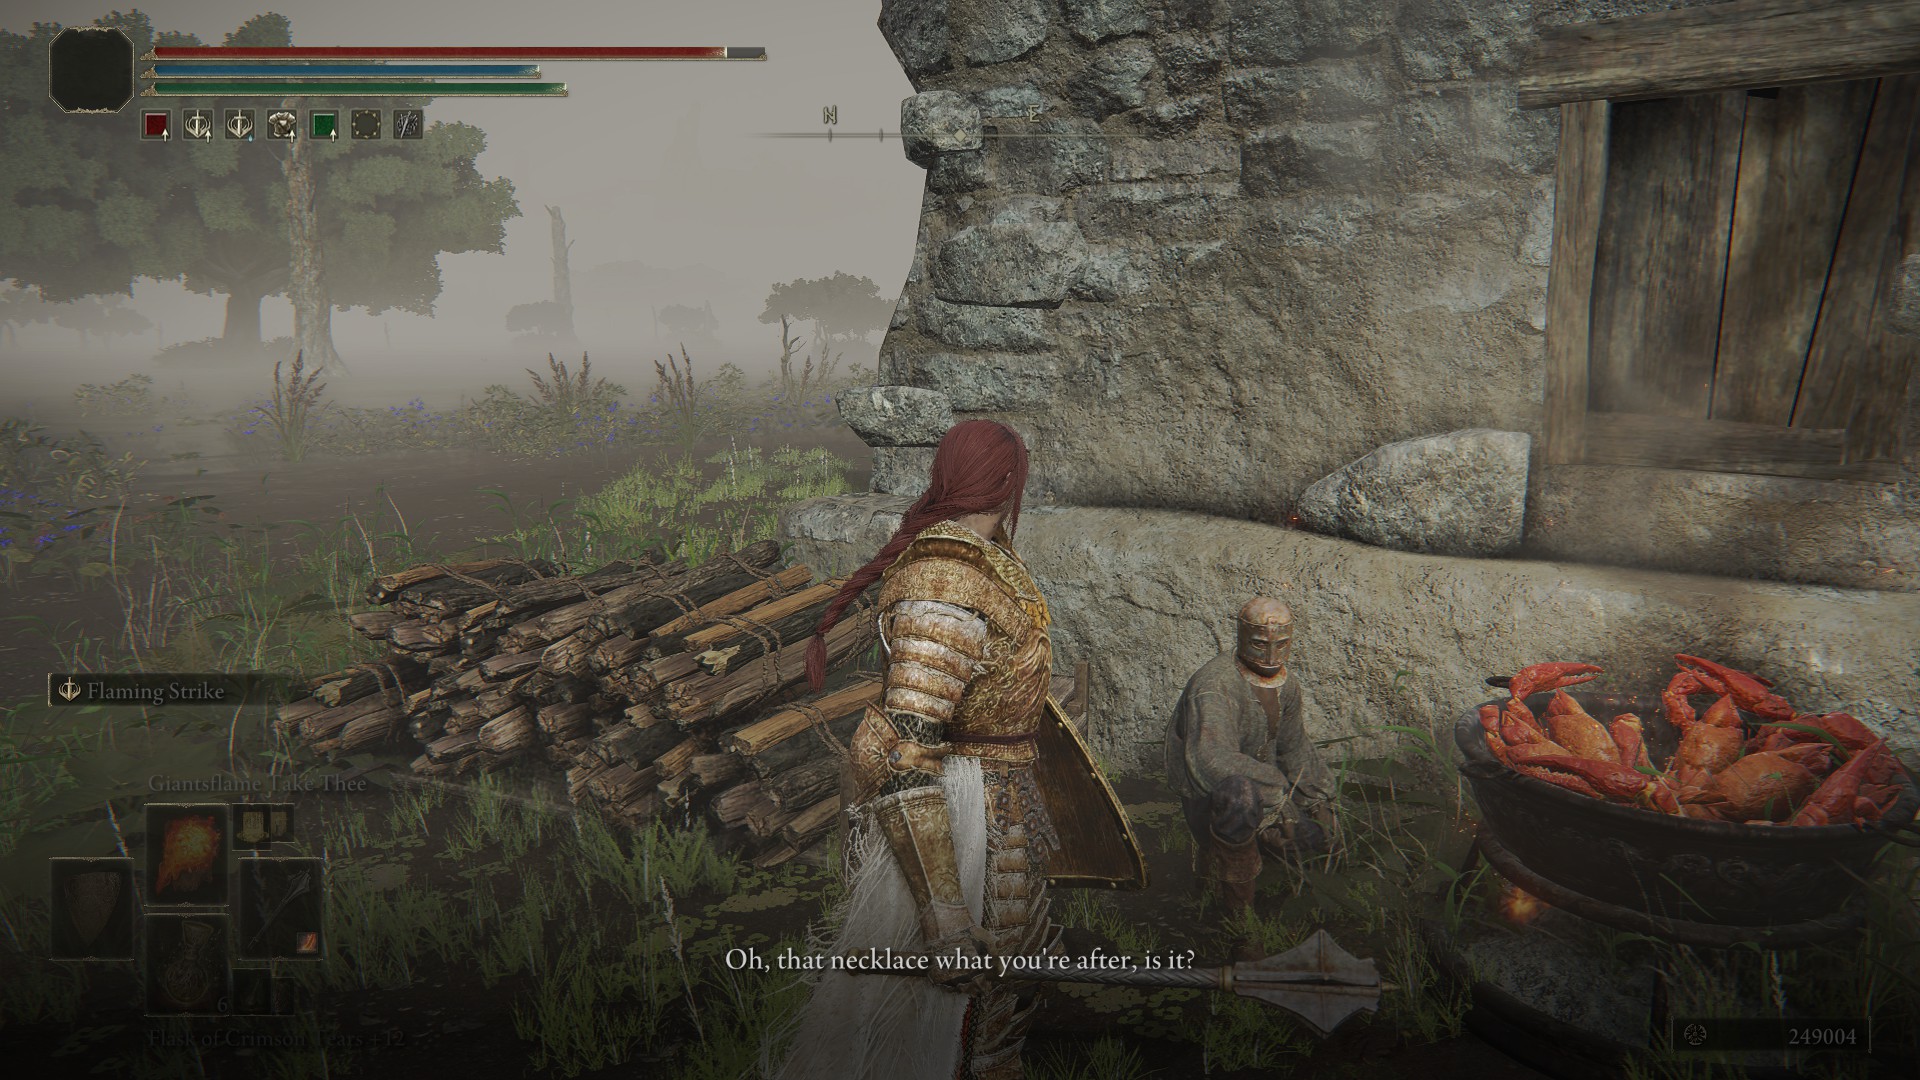 N
E
Flaming Strike
Giantsflame Take Thee
6
Flask of Crimson Tears +12
Oh, that necklace what you're after, is it?
249004